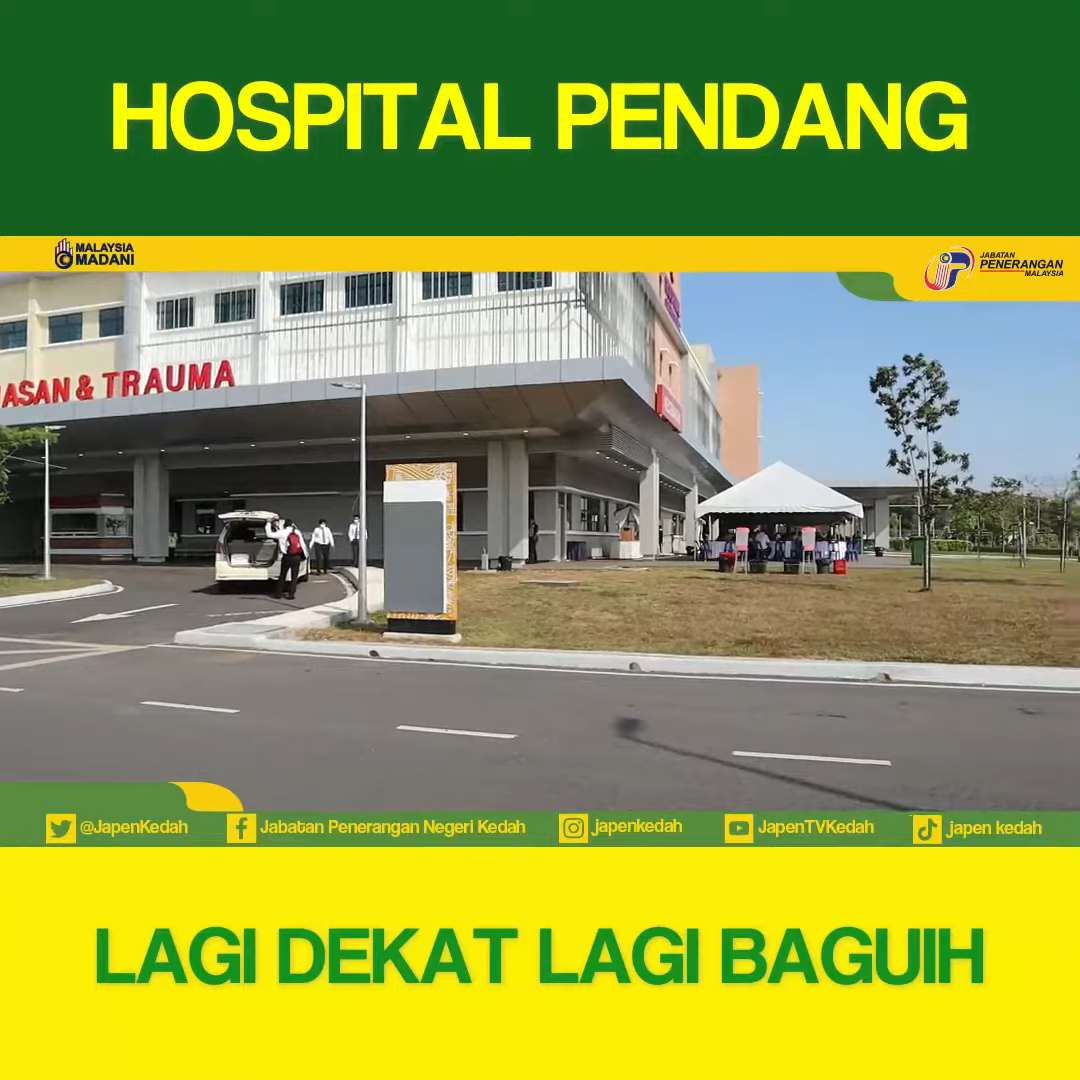 HOSPITAL PENDANG
MALAYSIA
MADANI
JABATAN
PENERANGAN
MALAYSIA
& TRAUMA
@JapenKedah
Jabatan Penerangan Negeri Kedah
japenkedah
JapenTVKedah
japen kedah
LAGI DEKAT LAGI BAGUIH